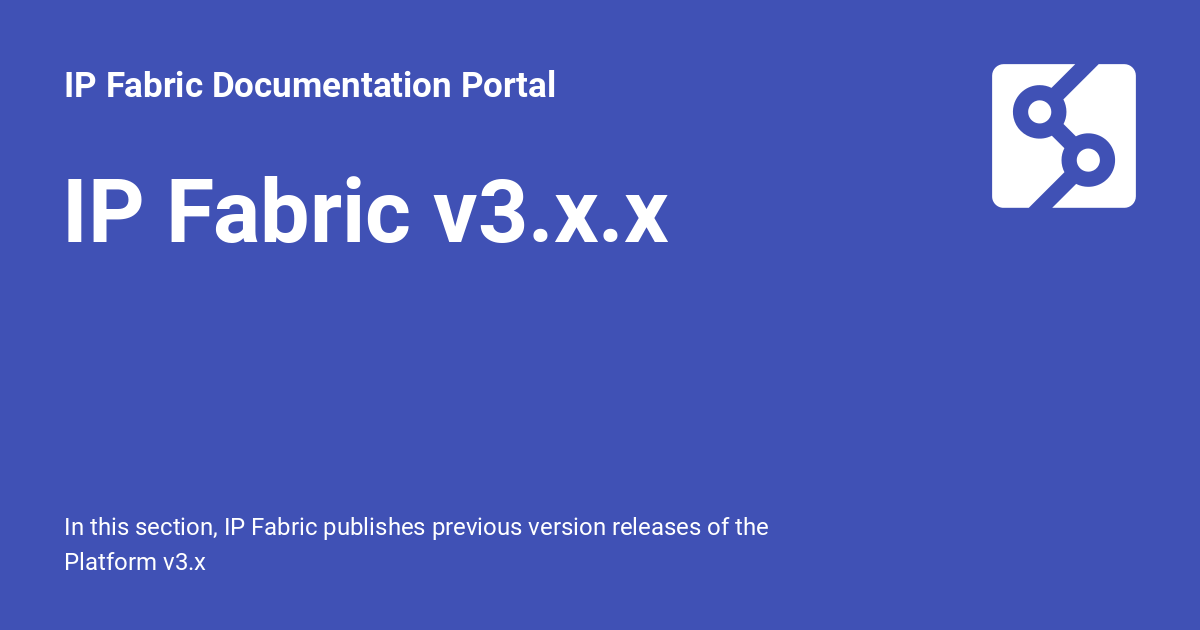 IP Fabric Documentation Portal
IP Fabric v3.x.x
In this section, IP Fabric publishes previous version releases of the
Platform v3.x